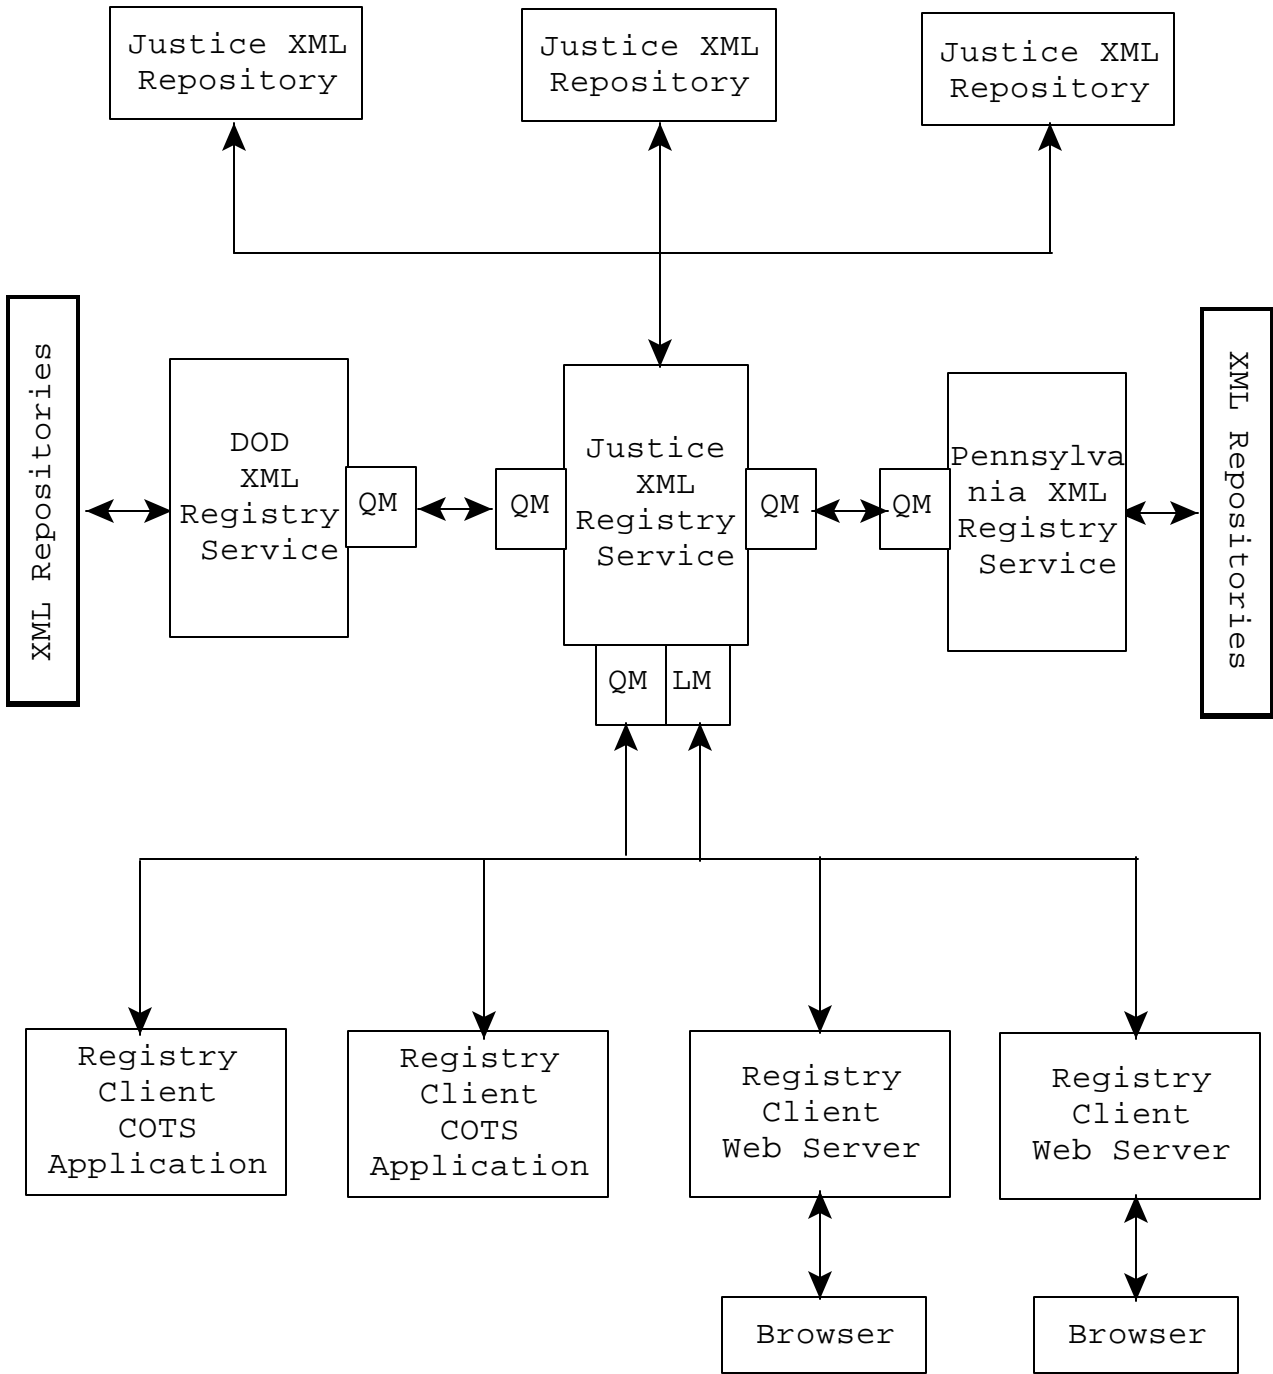 Justice XML
Repository
Justice XML
Repository
Justice XML
Repository
XML Repositories
DOD
XML
Registry
Service
QM
QM
Justice
XML
Registry
Service
QM
QM
Pennsylva
nia XML
Registry
Service
XML Repositories
QM
LM
Registry
Client
COTS
Application
Registry
Client
COTS
Application
Registry
Client
Web Server
Registry
Client
Web Server
Browser
Browser